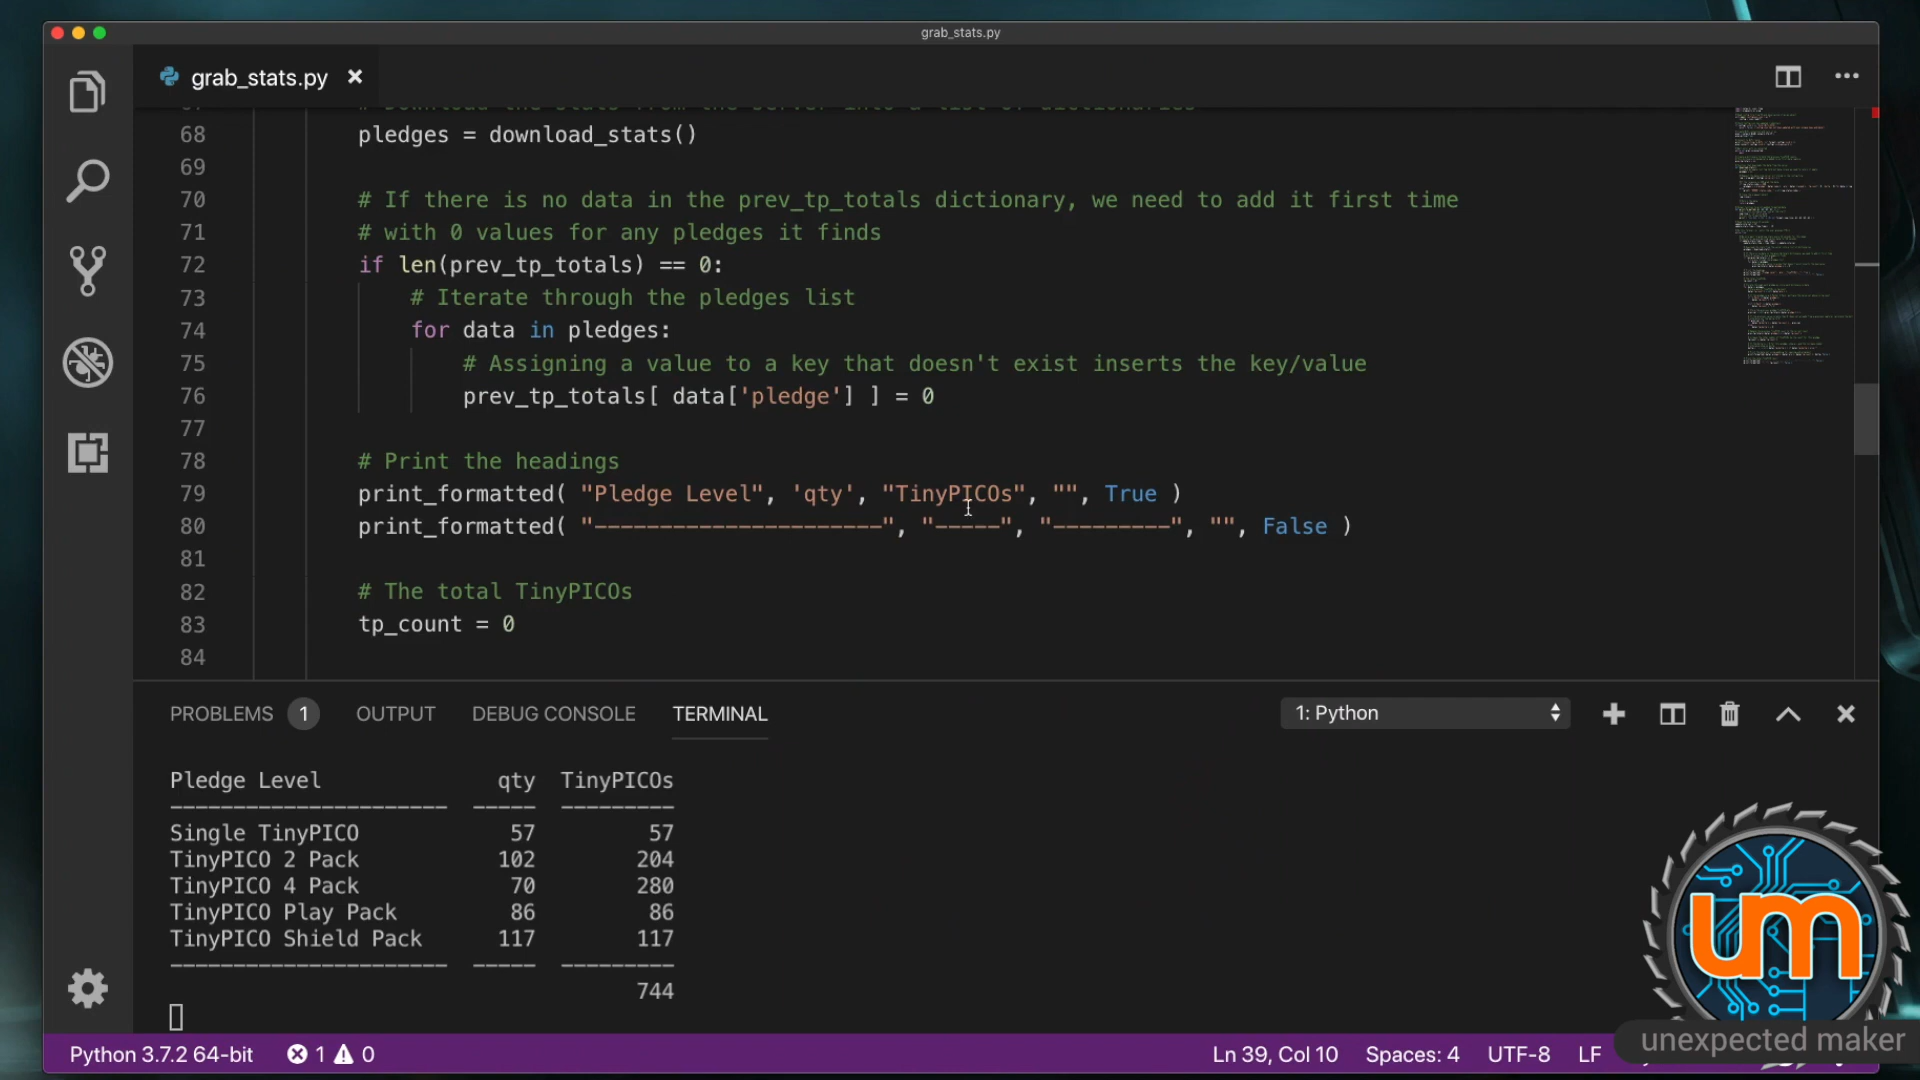 grab_stats.py
grab_stats.py
68 pledges = download_stats()
69
70 # If there is no data in the prev_tp_totals dictionary, we need to add it first time
71 # with 0 values for any pledges it finds
72 if len(prev_tp_totals) == 0:
73 # Iterate through the pledges list
74 for data in pledges:
75 # Assigning a value to a key that doesn't exist inserts the key/value
76 prev_tp_totals[ data['pledge'] ] = 0
77
78 # Print the headings
79 print_formatted( "Pledge Level", 'qty', "TinyPICOs", "", True )
80 print_formatted( "----------------------", "-----", "---------", "", False )
81
82 # The total TinyPICOs
83 tp_count = 0
84
PROBLEMS 1 OUTPUT DEBUG CONSOLE TERMINAL 1: Python
Pledge Level qty TinyPICOs
---------------------- ----- ---------
Single TinyPICO 57 57
TinyPICO 2 Pack 102 204
TinyPICO 4 Pack 70 280
TinyPICO Play Pack 86 86
TinyPICO Shield Pack 117 117
---------------------- ----- ---------
744
um
unexpected maker
Python 3.7.2 64-bit 1 0 Ln 39, Col 10 Spaces: 4 UTF-8 LF